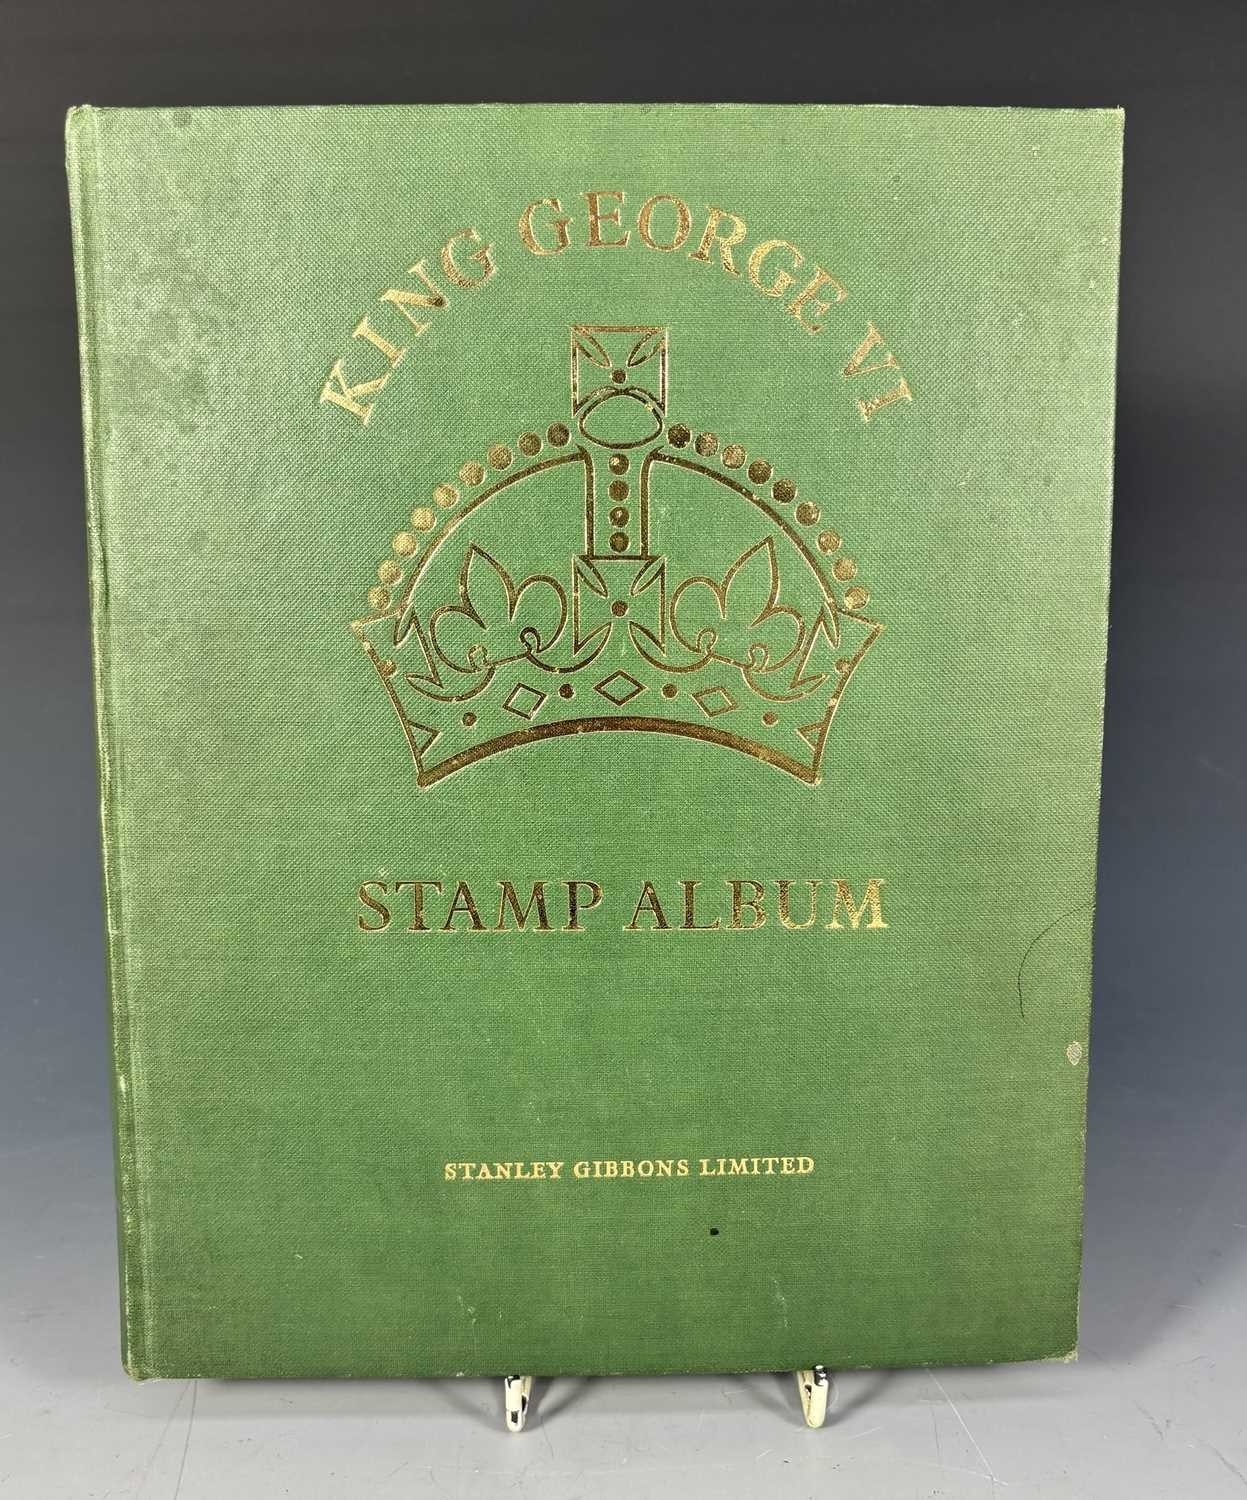 KING GEORGE VI
STAMP ALBUM
STANLEY GIBBONS LIMITED